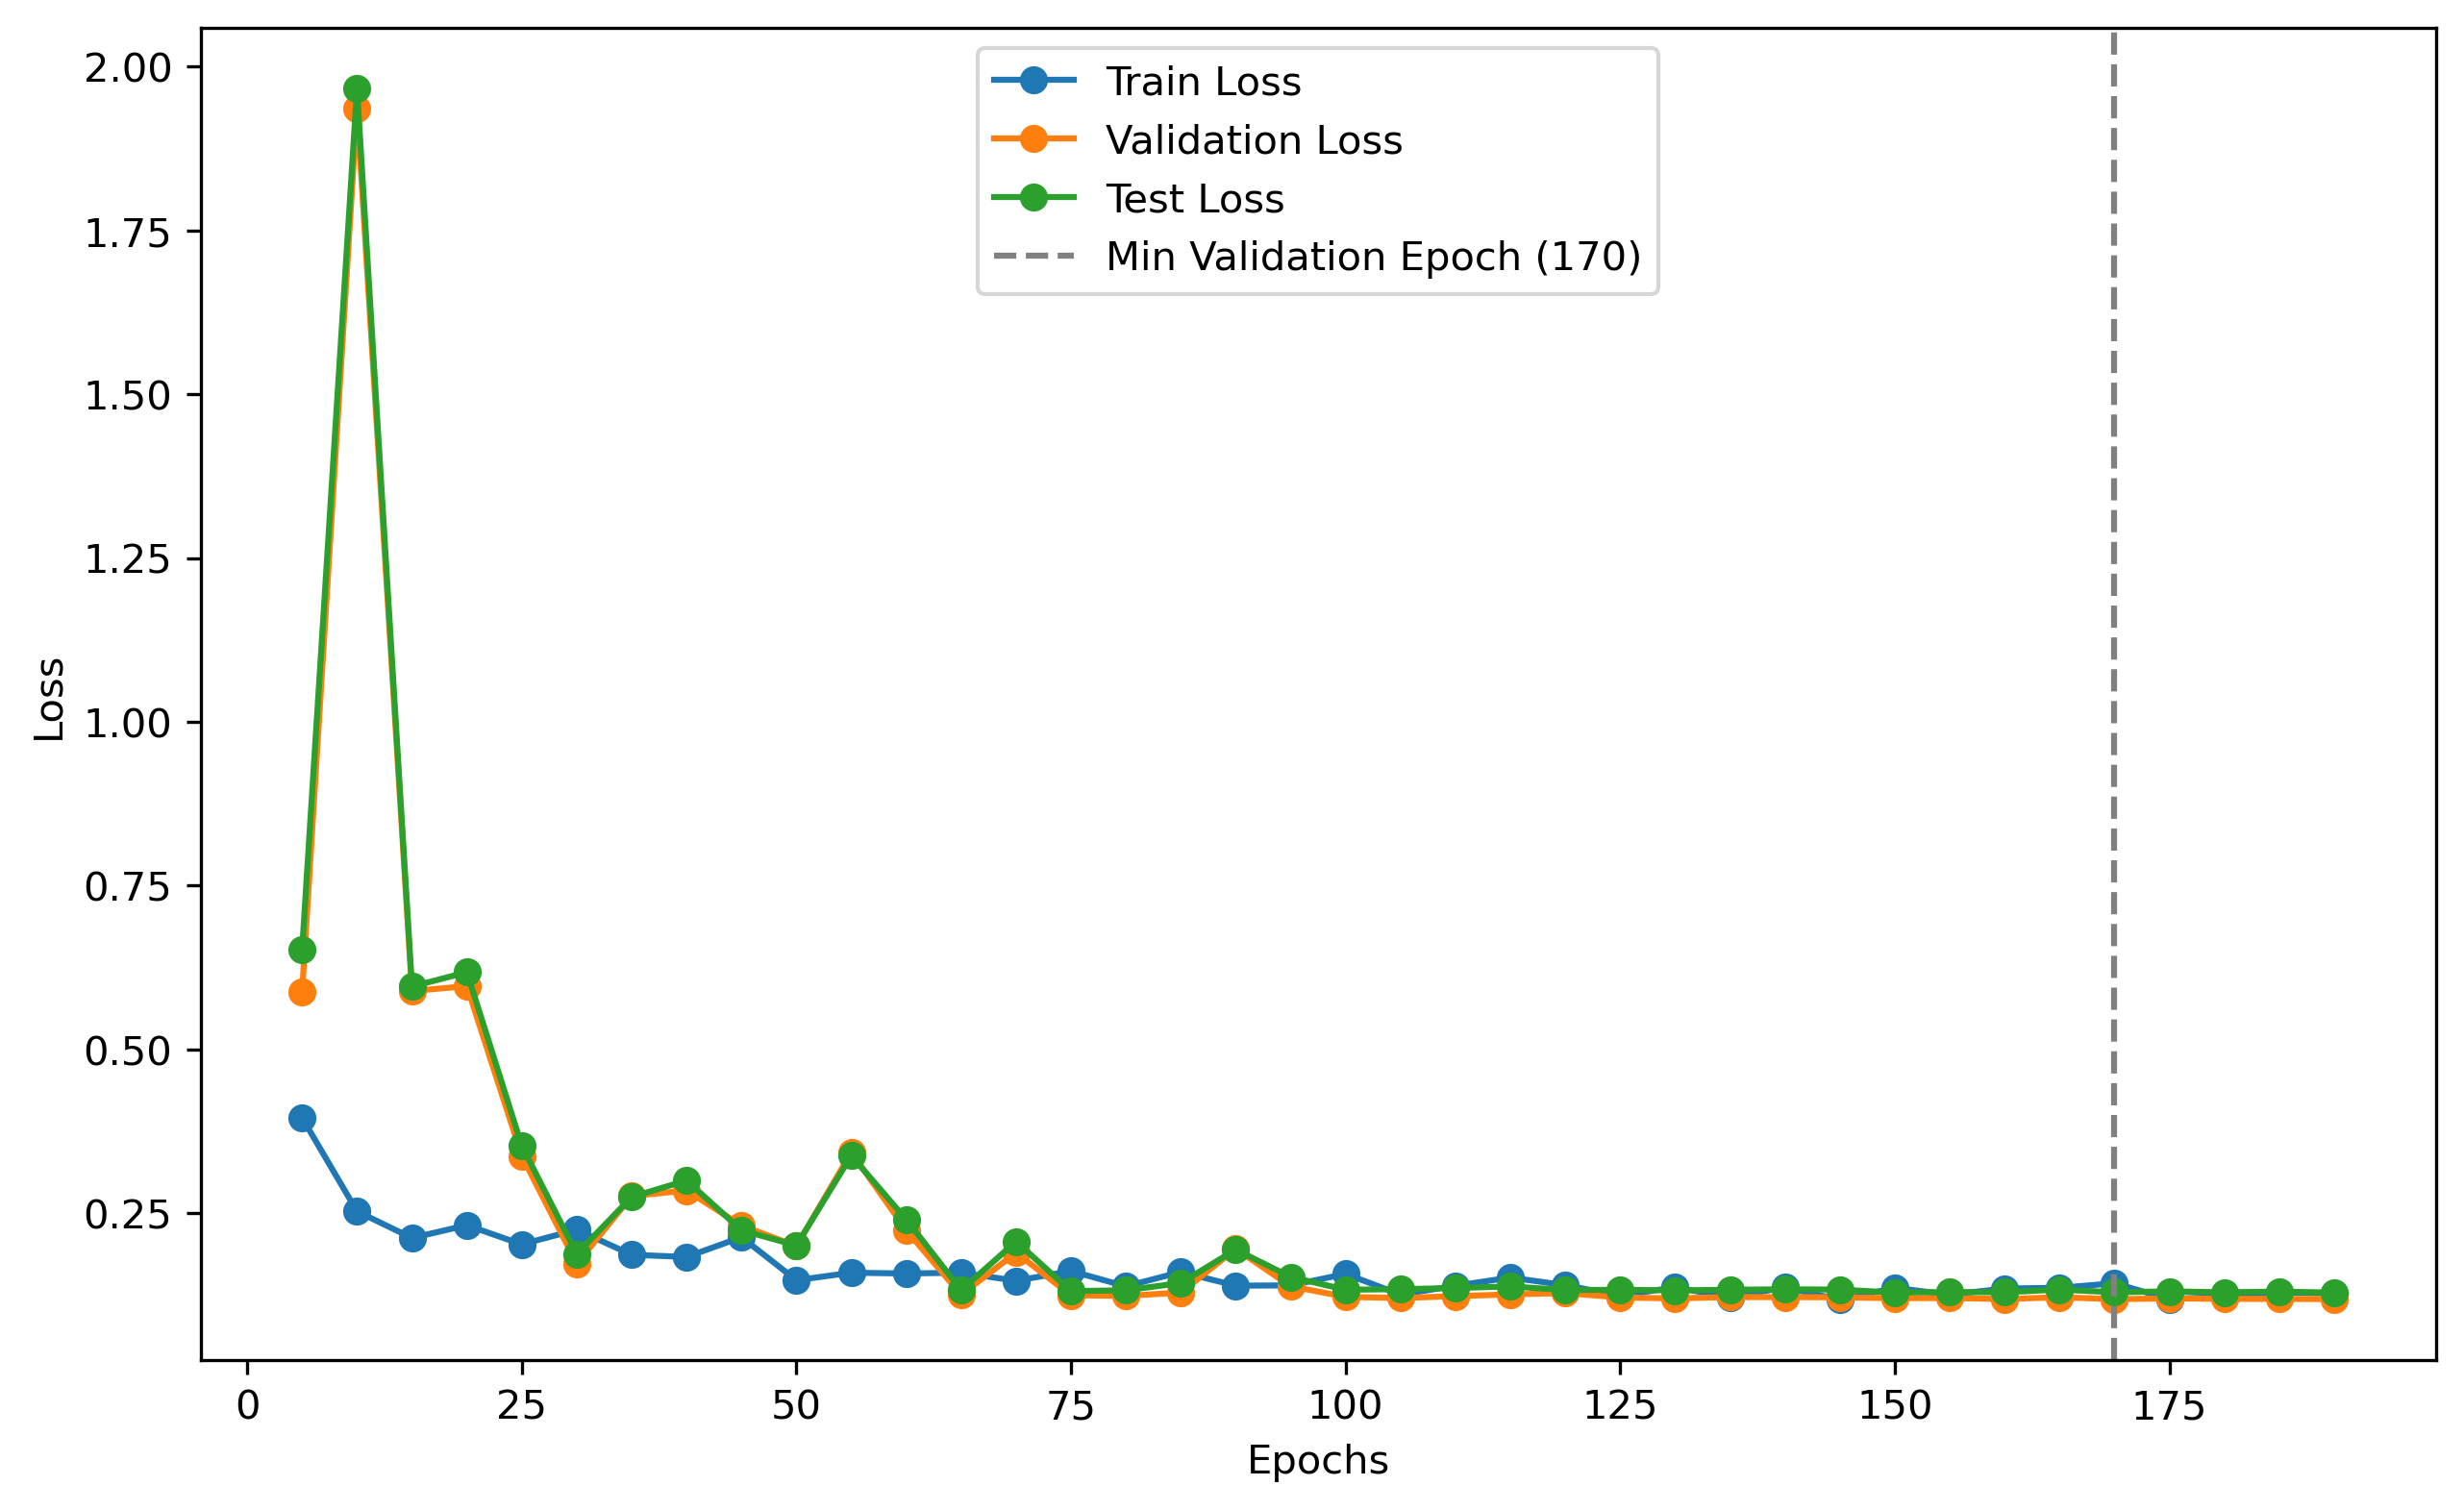 2.00
1.75
1.50
1.25
1.00
0.75
0.50
0.25
Loss
Train Loss
Validation Loss
Test Loss
Min Validation Epoch (170)
0 25 50 75 100 125 150 175
Epochs